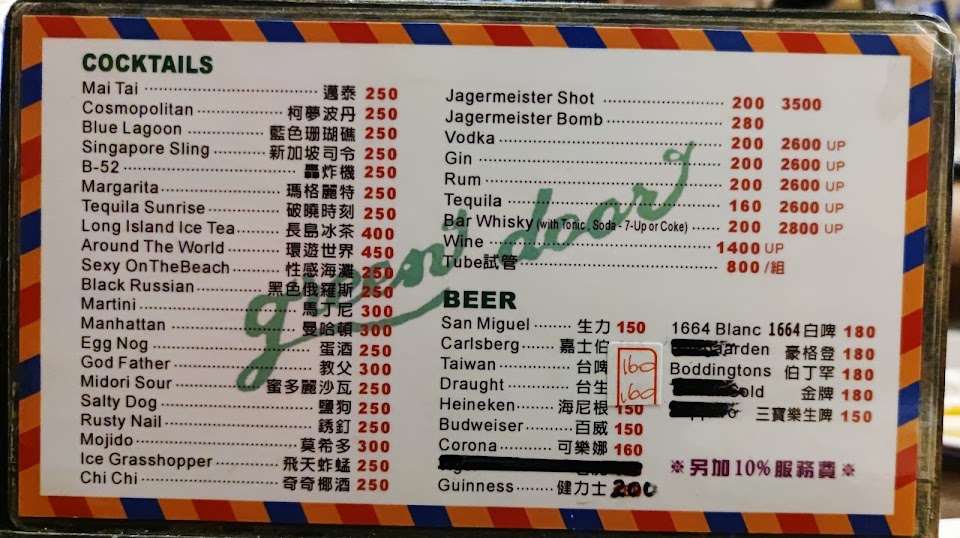 COCKTAILS
Mai Tai 邁泰 250
Cosmopolitan 柯夢波丹 250
Blue Lagoon 藍色珊瑚礁 250
Singapore Sling 新加坡司令 250
B-52 轟炸機 250
Margarita 瑪格麗特 250
Tequila Sunrise 破曉時刻 250
Long Island Ice Tea 長島冰茶 400
Around The World 環遊世界 450
Sexy OnTheBeach 性感海灘 250
Black Russian 黑色俄羅斯 250
Martini 馬丁尼 300
Manhattan 曼哈頓 300
Egg Nog 蛋酒 250
God Father 教父 300
Midori Sour 蜜多麗沙瓦 250
Salty Dog 鹽狗 250
Rusty Nail 銹釘 250
Mojido 莫希多 300
Ice Grasshopper 飛天蚱蜢 250
Chi Chi 奇奇椰酒 250
green door
Jagermeister Shot 200 3500
Jagermeister Bomb 280
Vodka 200 2600 UP
Gin 200 2600 UP
Rum 200 2600 UP
Tequila 160 2600 UP
Bar Whisky (with Tonic, Soda - 7-Up or Coke) 200 2800 UP
Wine 1400 UP
Tube試管 800 /組
BEER
San Miguel 生力 150
Carlsberg 嘉士伯
Taiwan 台啤 160
Draught 台生 160
Heineken 海尼根 150
Budweiser 百威 150
Corona 可樂娜 160
Guinness 健力士 200
1664 Blanc 1664白啤 180
arden 豪格登 180
Boddingtons 伯丁罕 180
Gold 金牌 180
三寶樂生啤 150
※另加10%服務費※